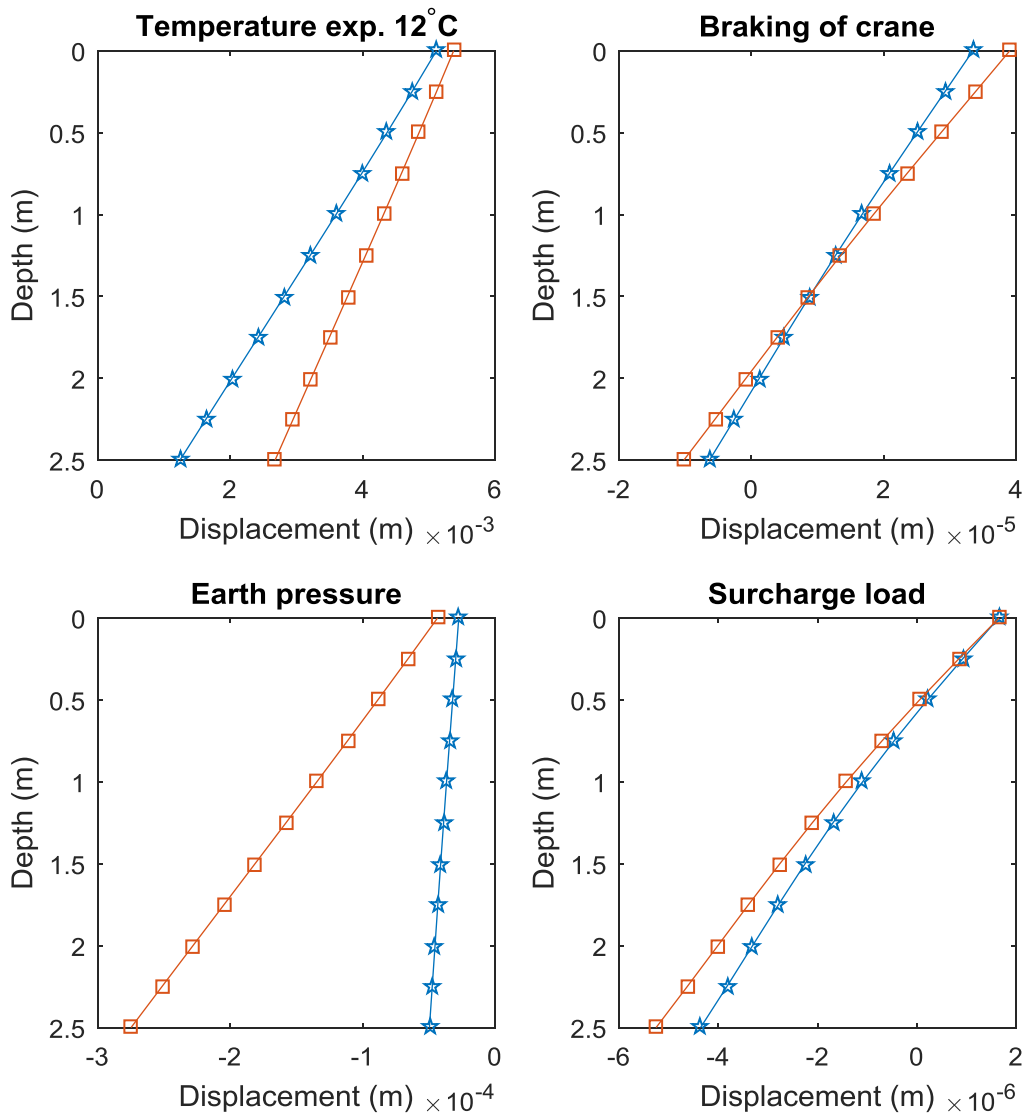 Temperature exp. 12°C
0
0.5
1
1.5
2
2.5
Depth (m)
0 2 4 6
Displacement (m) ×10-3
Braking of crane
0
0.5
1
1.5
2
2.5
Depth (m)
-2 0 2 4
Displacement (m) ×10-5
Earth pressure
0
0.5
1
1.5
2
2.5
Depth (m)
-3 -2 -1 0
Displacement (m) ×10-4
Surcharge load
0
0.5
1
1.5
2
2.5
Depth (m)
-6 -4 -2 0 2
Displacement (m) ×10-6